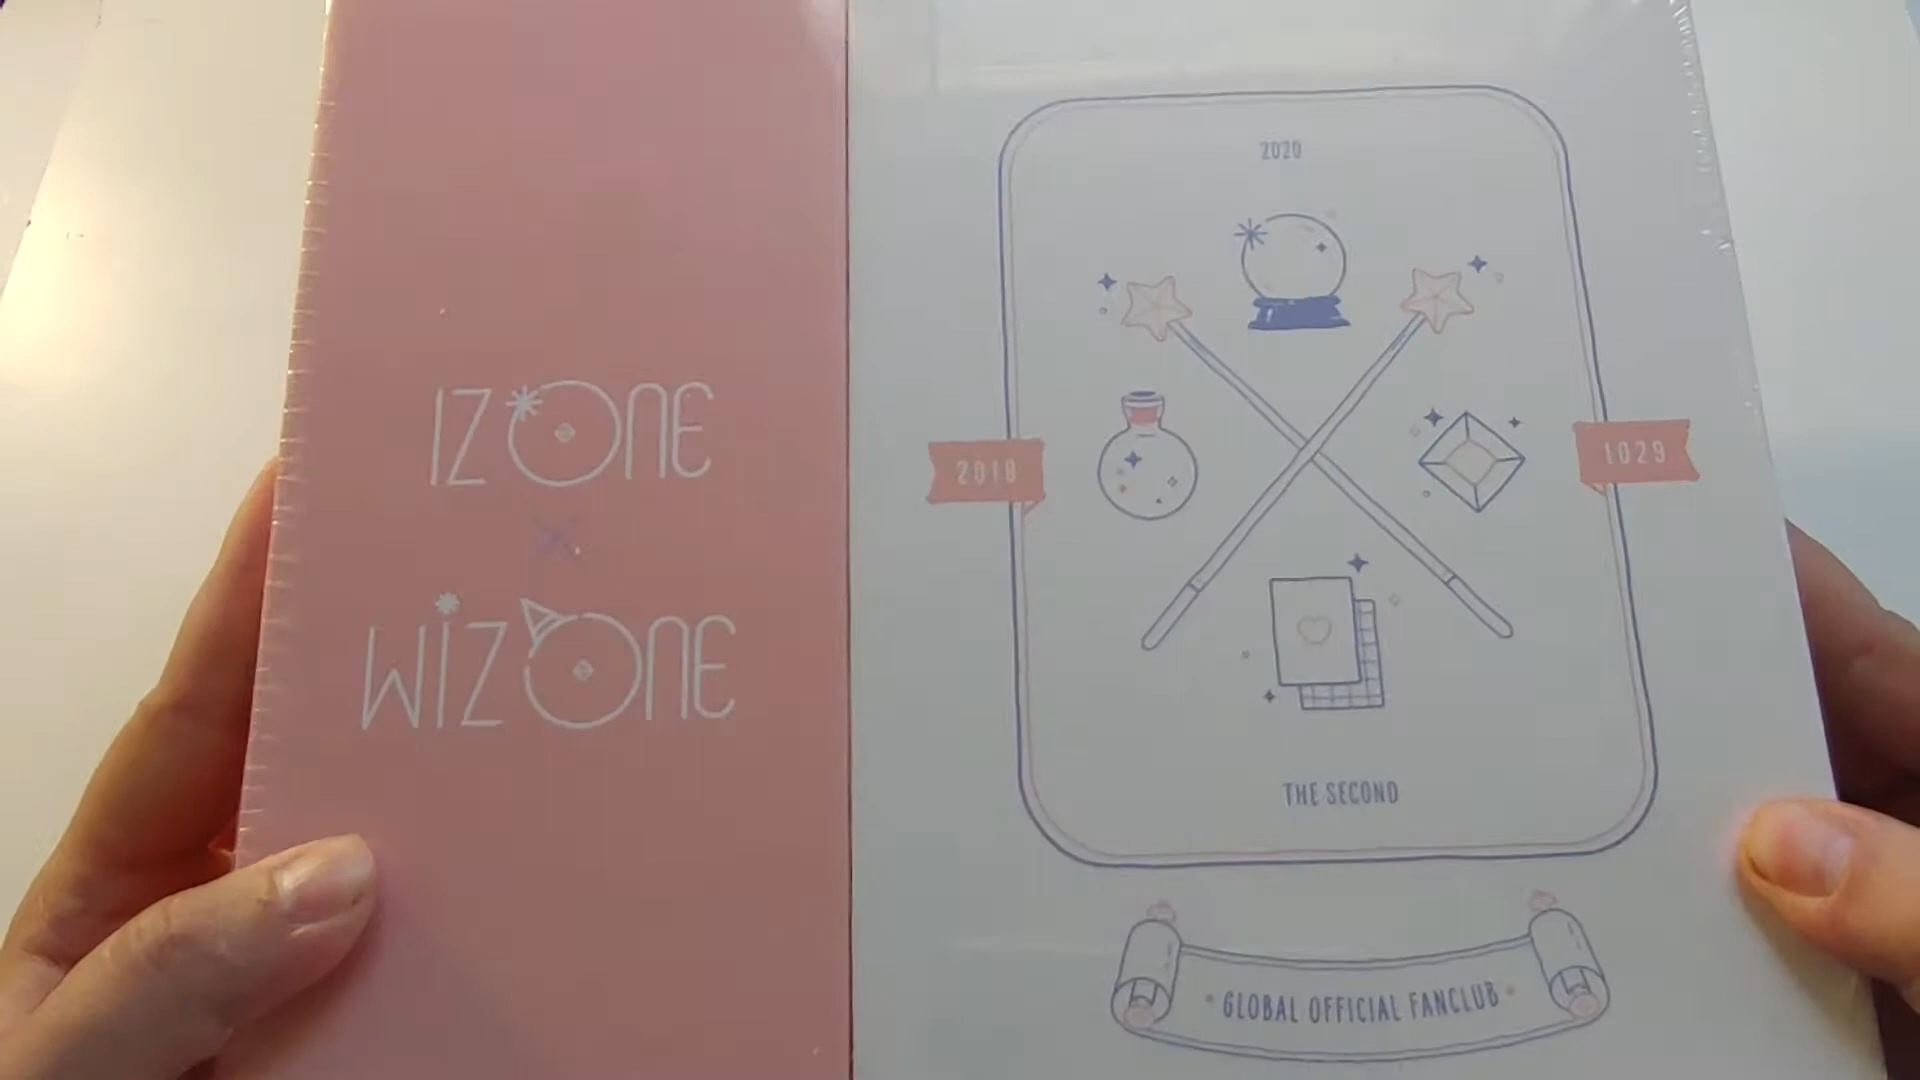 IZ*ONE
×
WIZ*ONE
2020
2018
1029
THE SECOND
• GLOBAL OFFICIAL FANCLUB •